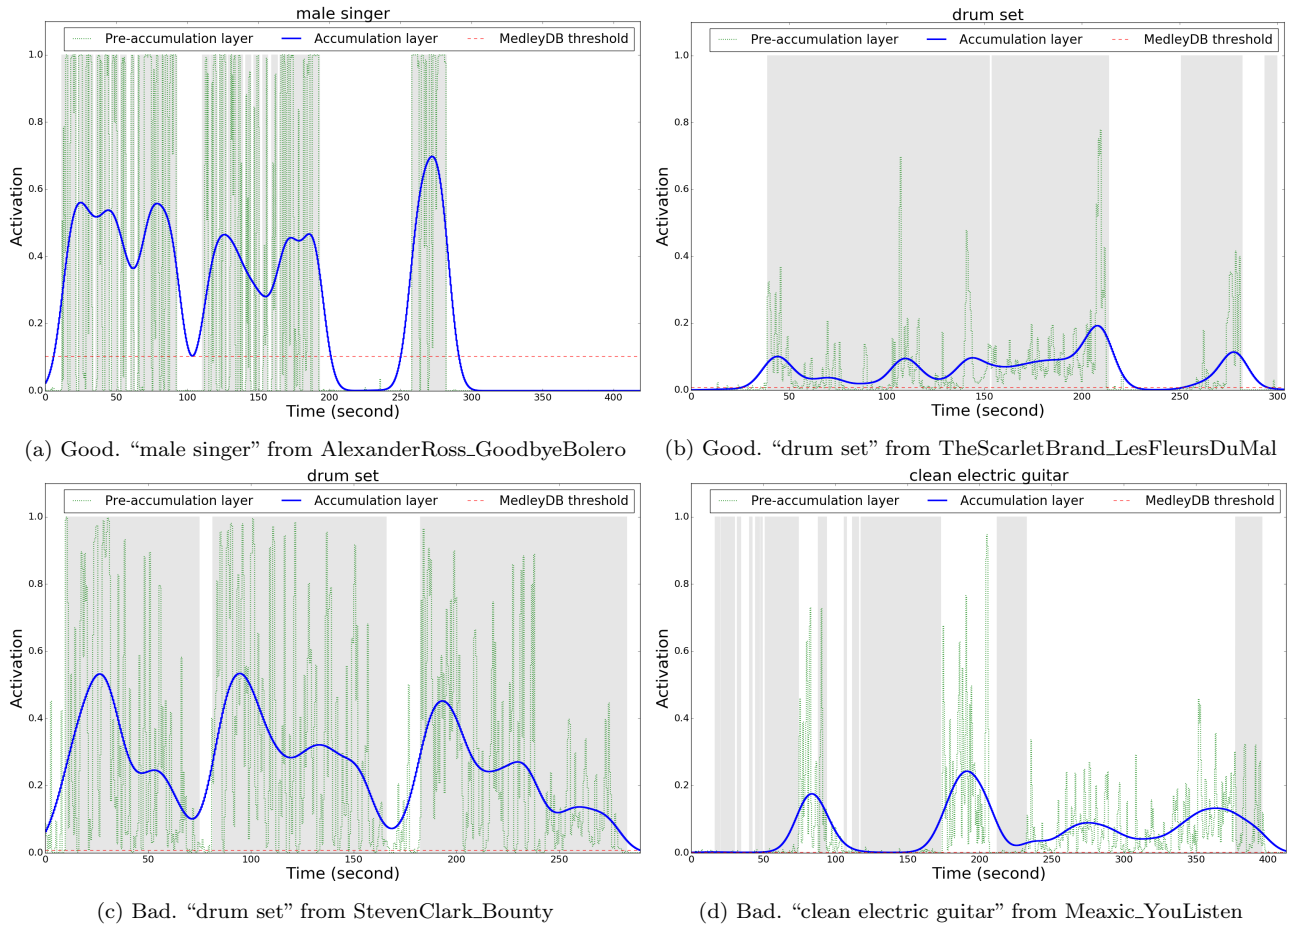 male singer
Pre-accumulation layer Accumulation layer MedleyDB threshold
1.0
0.8
0.6
0.4
0.2
0.0
Activation
0 50 100 150 200 250 300 350 400
Time (second)
(a) Good. “male singer” from AlexanderRoss_GoodbyeBolero
drum set
Pre-accumulation layer Accumulation layer MedleyDB threshold
1.0
0.8
0.6
0.4
0.2
0.0
Activation
50 100 150 200 250 300
Time (second)
(b) Good. “drum set” from TheScarletBrand_LesFleursDuMal
drum set
Pre-accumulation layer Accumulation layer MedleyDB threshold
1.0
0.8
0.6
0.4
0.2
0.0
Activation
0 50 100 150 200 250
Time (second)
(c) Bad. “drum set” from StevenClark_Bounty
clean electric guitar
Pre-accumulation layer Accumulation layer MedleyDB threshold
1.0
0.8
0.6
0.4
0.2
0.0
Activation
0 50 100 150 200 250 300 350 400
Time (second)
(d) Bad. “clean electric guitar” from Meaxic_YouListen